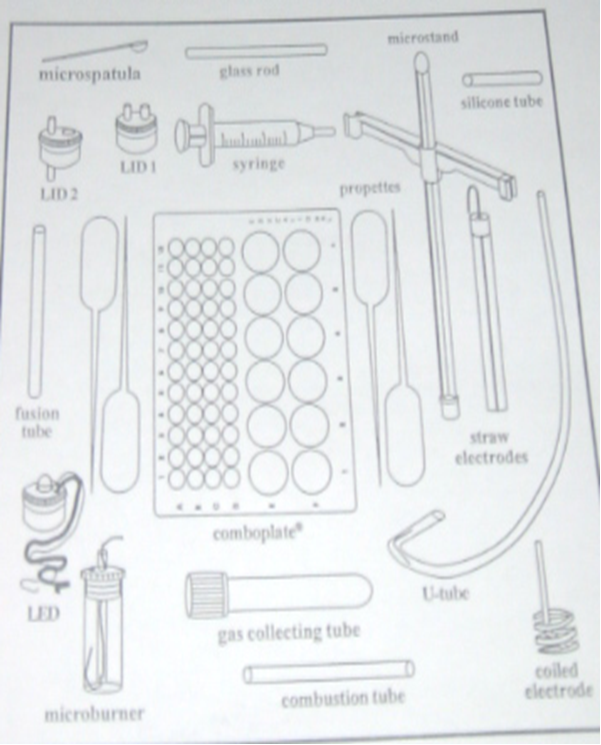 microstand
microspatula
glass rod
silicone tube
LID 1
syringe
LID 2
propettes
fusion
tube
straw
electrodes
comboplate®
LED
U-tube
gas collecting tube
coiled
electrode
combustion tube
microburner